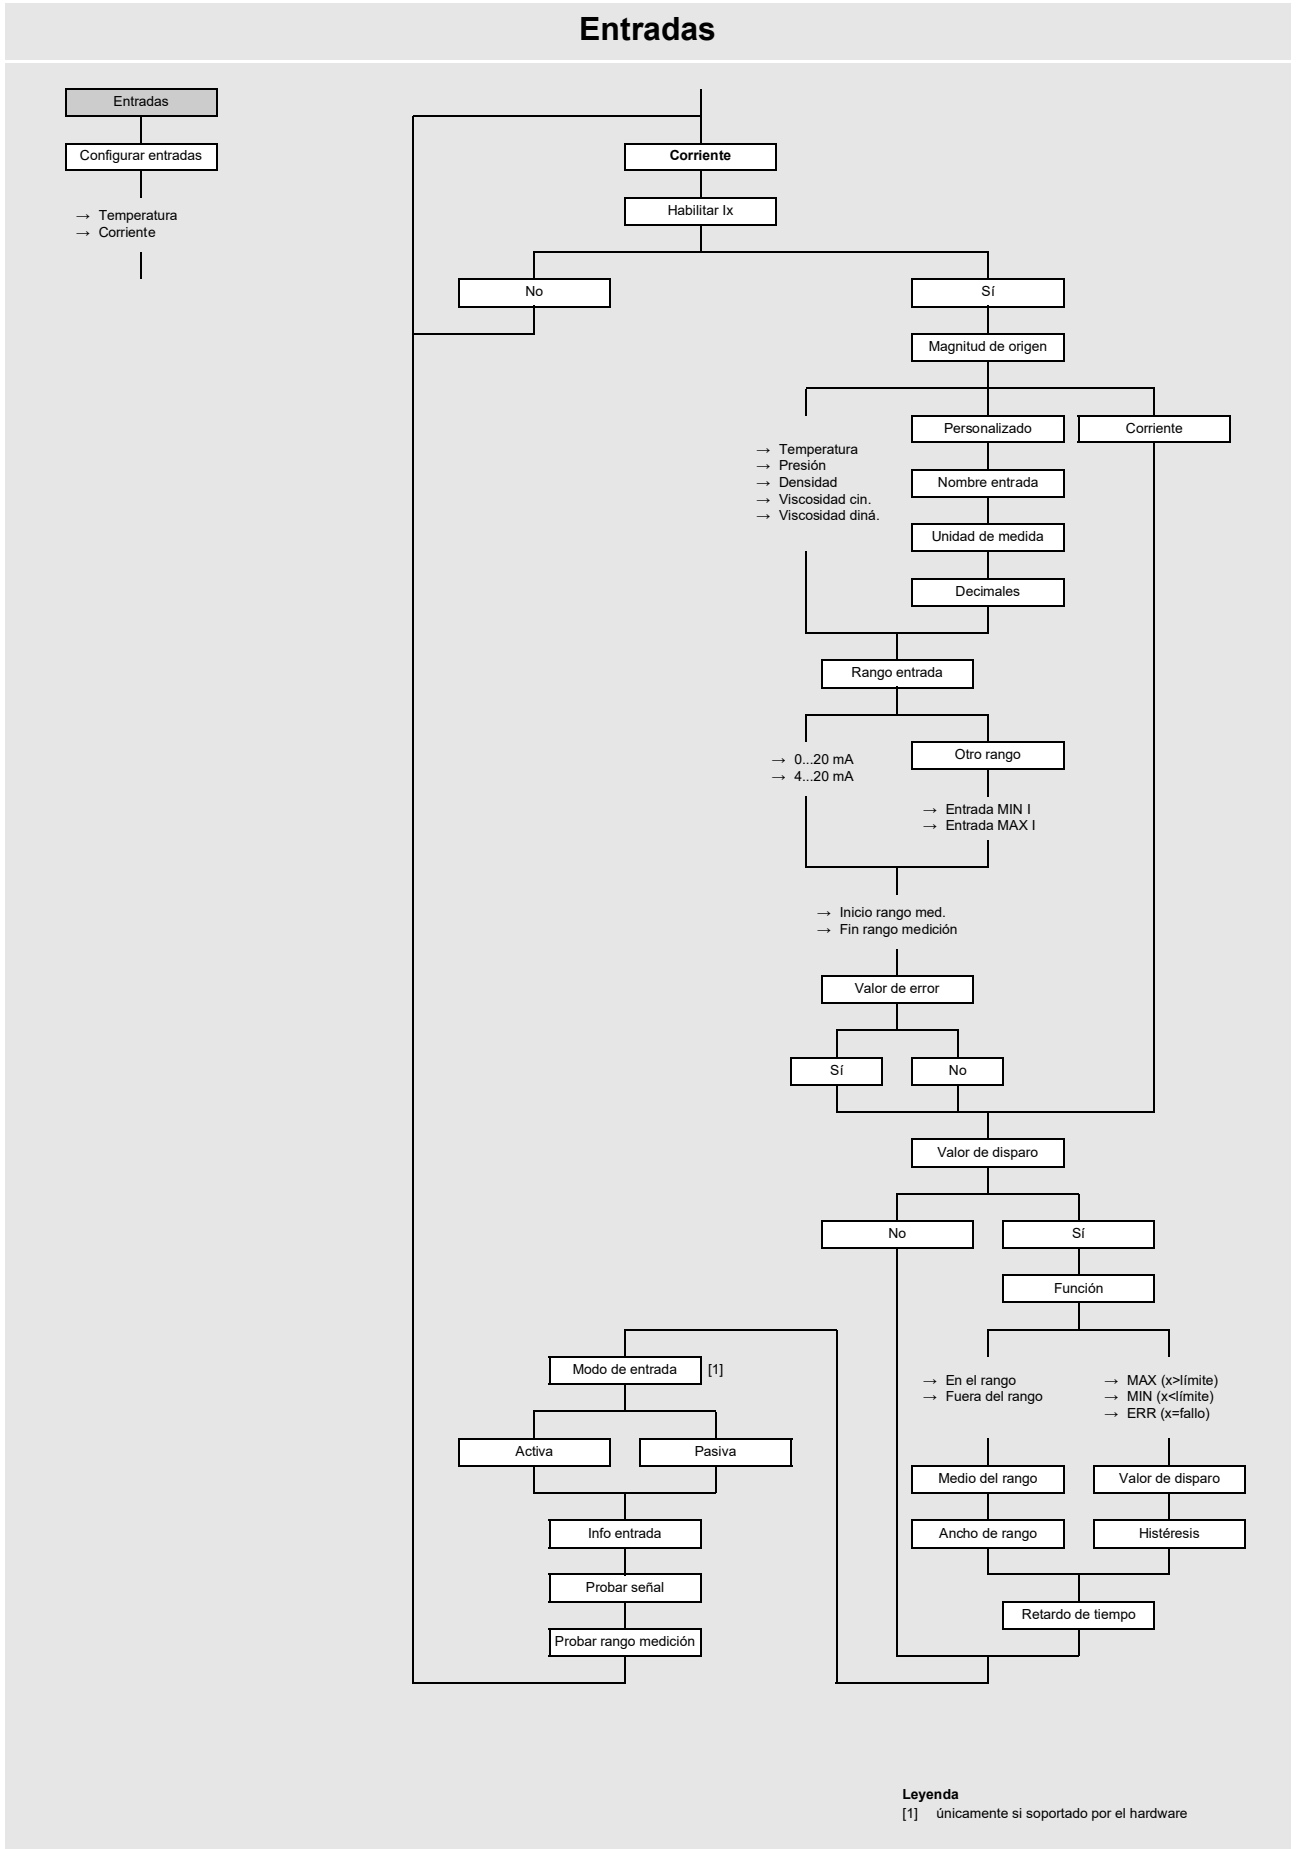 Entradas
Entradas
Configurar entradas
→ Temperatura
→ Corriente
Corriente
Habilitar Ix
No
Sí
Magnitud de origen
Personalizado
Corriente
→ Temperatura
→ Presión
→ Densidad
→ Viscosidad cin.
→ Viscosidad diná.
Nombre entrada
Unidad de medida
Decimales
Rango entrada
→ 0...20 mA
→ 4...20 mA
Otro rango
→ Entrada MIN I
→ Entrada MAX I
→ Inicio rango med.
→ Fin rango medición
Valor de error
Sí
No
Valor de disparo
No
Sí
Función
→ En el rango
→ Fuera del rango
→ MAX (x>límite)
→ MIN (x<límite)
→ ERR (x=fallo)
Medio del rango
Valor de disparo
Ancho de rango
Histéresis
Retardo de tiempo
Modo de entrada [1]
Activa
Pasiva
Info entrada
Probar señal
Probar rango medición
Leyenda
[1] únicamente si soportado por el hardware